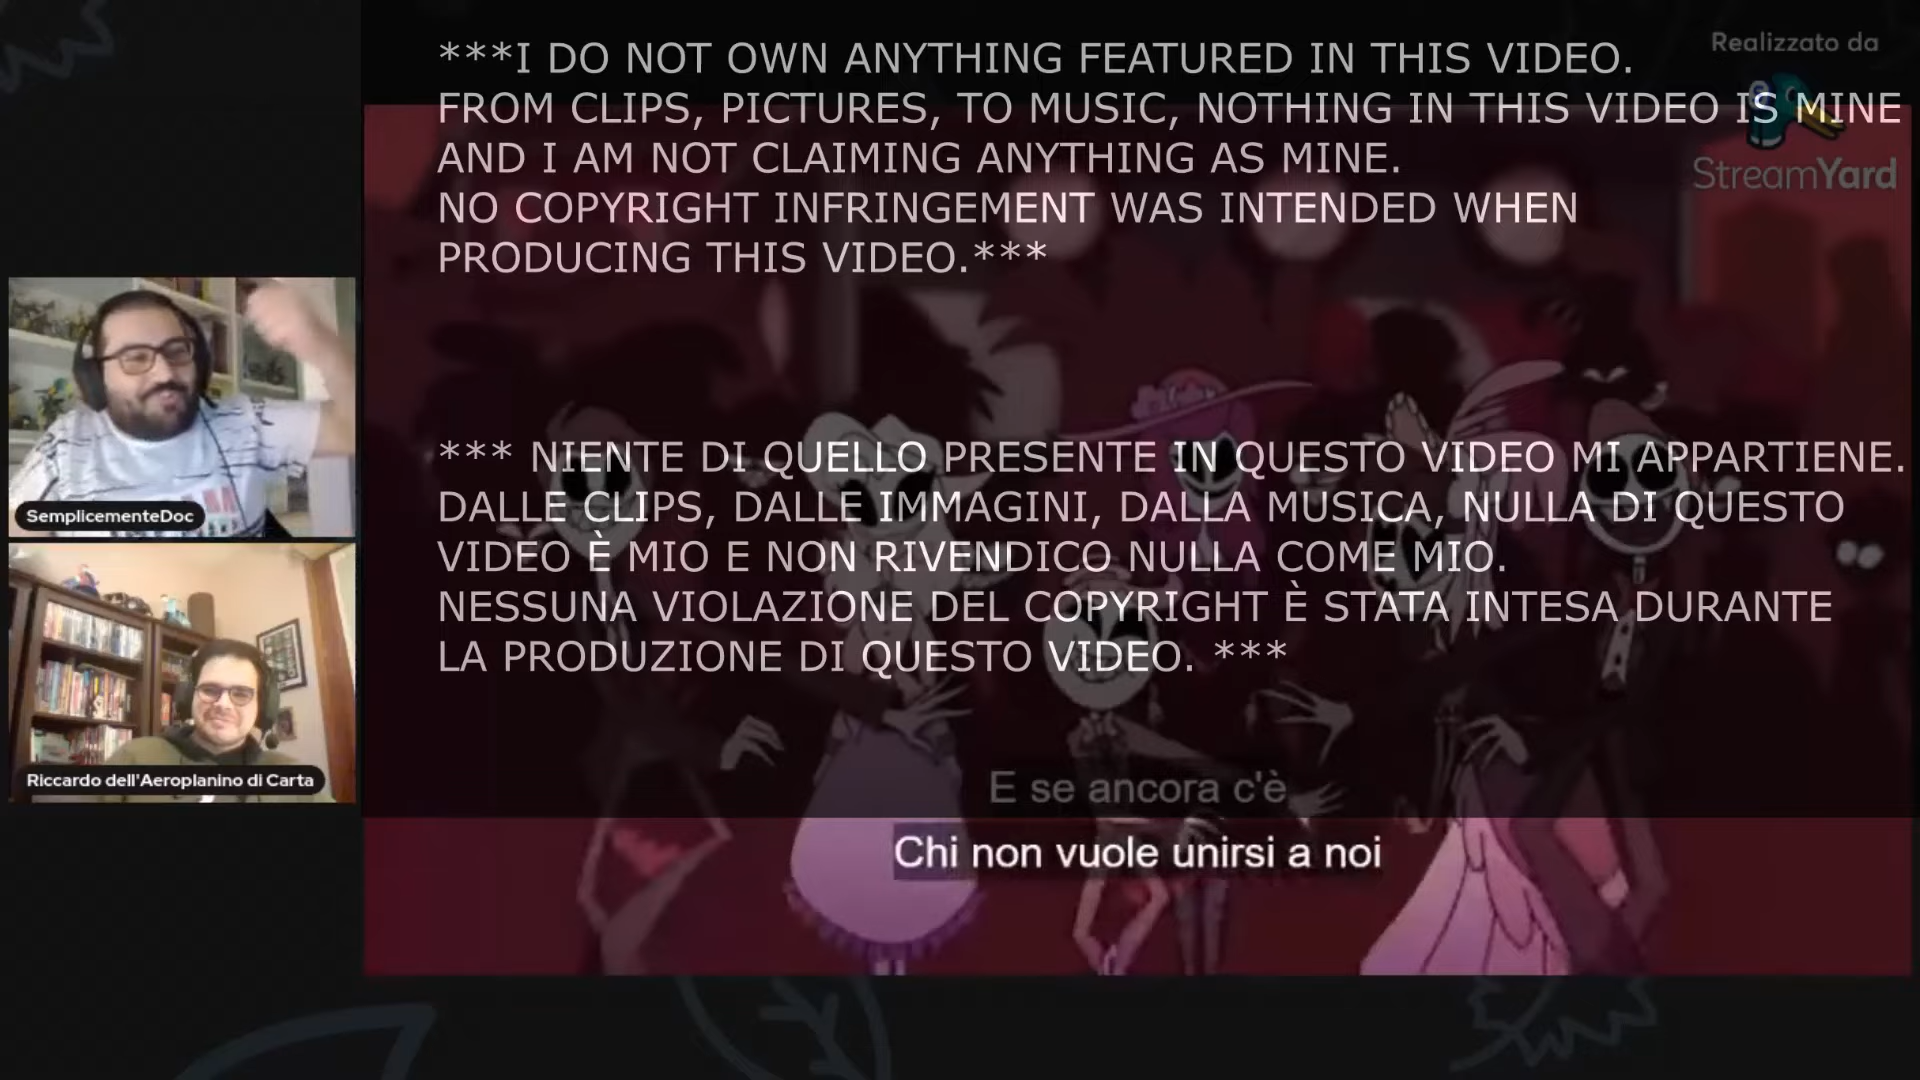 ***I DO NOT OWN ANYTHING FEATURED IN THIS VIDEO.
FROM CLIPS, PICTURES, TO MUSIC, NOTHING IN THIS VIDEO IS MINE
AND I AM NOT CLAIMING ANYTHING AS MINE.
NO COPYRIGHT INFRINGEMENT WAS INTENDED WHEN
PRODUCING THIS VIDEO.***
Realizzato da
StreamYard
*** NIENTE DI QUELLO PRESENTE IN QUESTO VIDEO MI APPARTIENE.
DALLE CLIPS, DALLE IMMAGINI, DALLA MUSICA, NULLA DI QUESTO
VIDEO È MIO E NON RIVENDICO NULLA COME MIO.
NESSUNA VIOLAZIONE DEL COPYRIGHT È STATA INTESA DURANTE
LA PRODUZIONE DI QUESTO VIDEO. ***
SemplicementeDoc
Riccardo dell'Aeroplanino di Carta
E se ancora c'è
Chi non vuole unirsi a noi